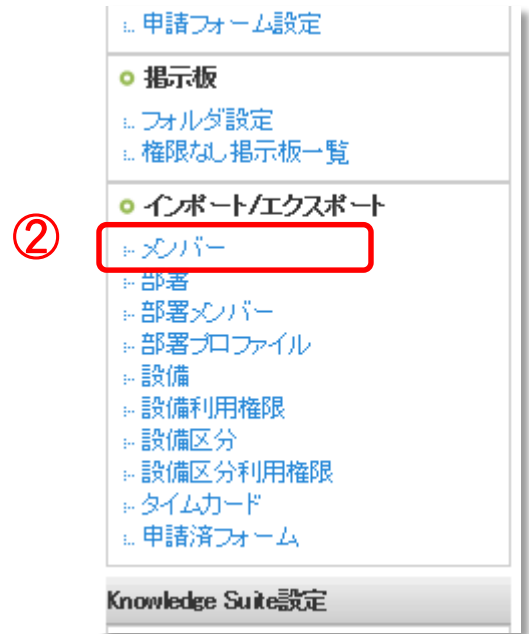 申請フォーム設定
掲示板
フォルダ設定
権限なし掲示板一覧
インポート/エクスポート
② メンバー
部署
部署メンバー
部署プロファイル
設備
設備利用権限
設備区分
設備区分利用権限
タイムカード
申請済フォーム
Knowledge Suite設定